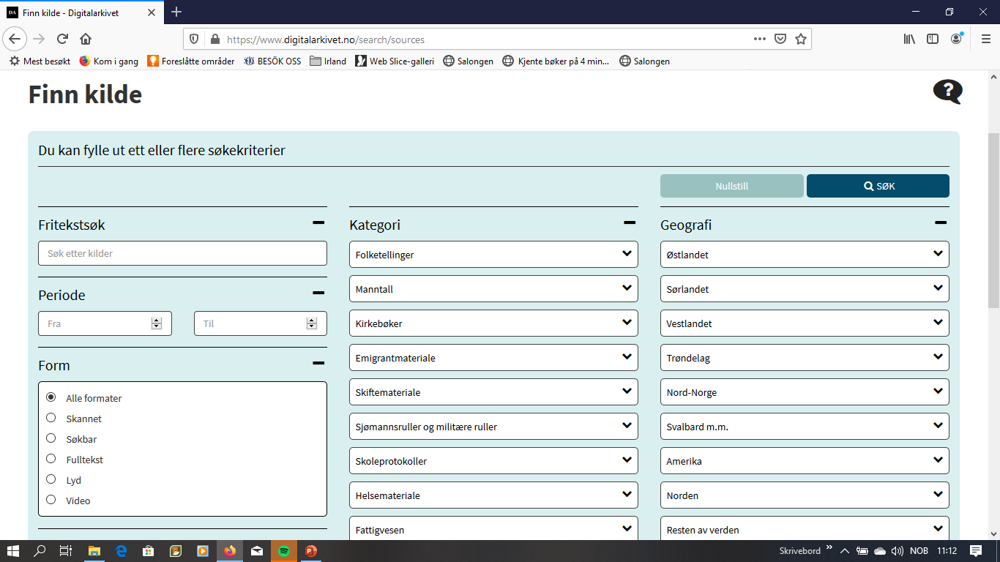 DA Finn kilde - Digitalarkivet
https://www.digitalarkivet.no/search/sources
Mest besøkt Kom i gang Foreslåtte områder BESÖK OSS Irland Web Slice-galleri Salongen Kjente bøker på 4 min... Salongen
Finn kilde
?
Du kan fylle ut ett eller flere søkekriterier
Nullstill SØK
Fritekstsøk
Søk etter kilder
Periode
Fra Til
Form
Alle formater
Skannet
Søkbar
Fulltekst
Lyd
Video
Kategori
Folketellinger
Manntall
Kirkebøker
Emigrantmateriale
Skiftemateriale
Sjømannsruller og militære ruller
Skoleprotokoller
Helsemateriale
Fattigvesen
Geografi
Østlandet
Sørlandet
Vestlandet
Trøndelag
Nord-Norge
Svalbard m.m.
Amerika
Norden
Resten av verden
Skrivebord » NOB 11:12